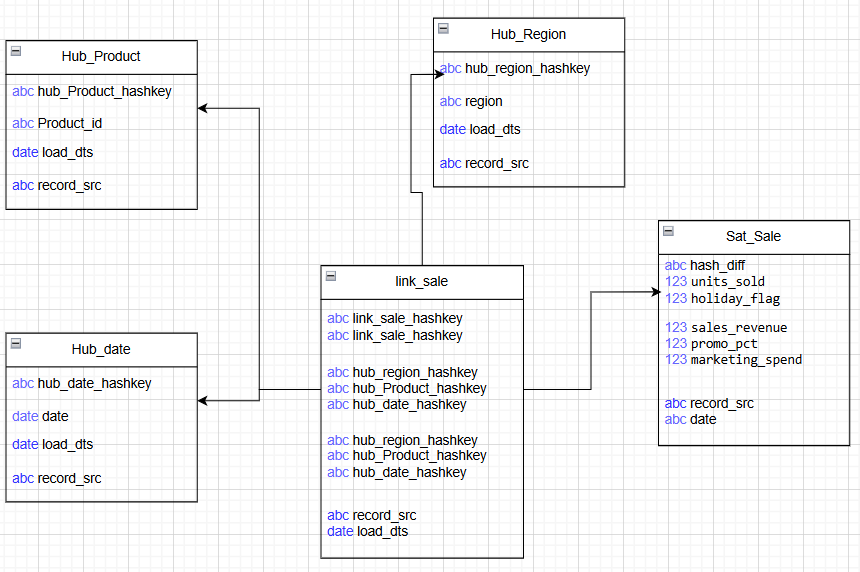 Hub_Product
abc hub_Product_hashkey
abc Product_id
date load_dts
abc record_src
Hub_Region
abc hub_region_hashkey
abc region
date load_dts
abc record_src
Hub_date
abc hub_date_hashkey
date date
date load_dts
abc record_src
link_sale
abc link_sale_hashkey
abc link_sale_hashkey
abc hub_region_hashkey
abc hub_Product_hashkey
abc hub_date_hashkey
abc hub_region_hashkey
abc hub_Product_hashkey
abc hub_date_hashkey
abc record_src
date load_dts
Sat_Sale
abc hash_diff
123 units_sold
123 holiday_flag
123 sales_revenue
123 promo_pct
123 marketing_spend
abc record_src
abc date